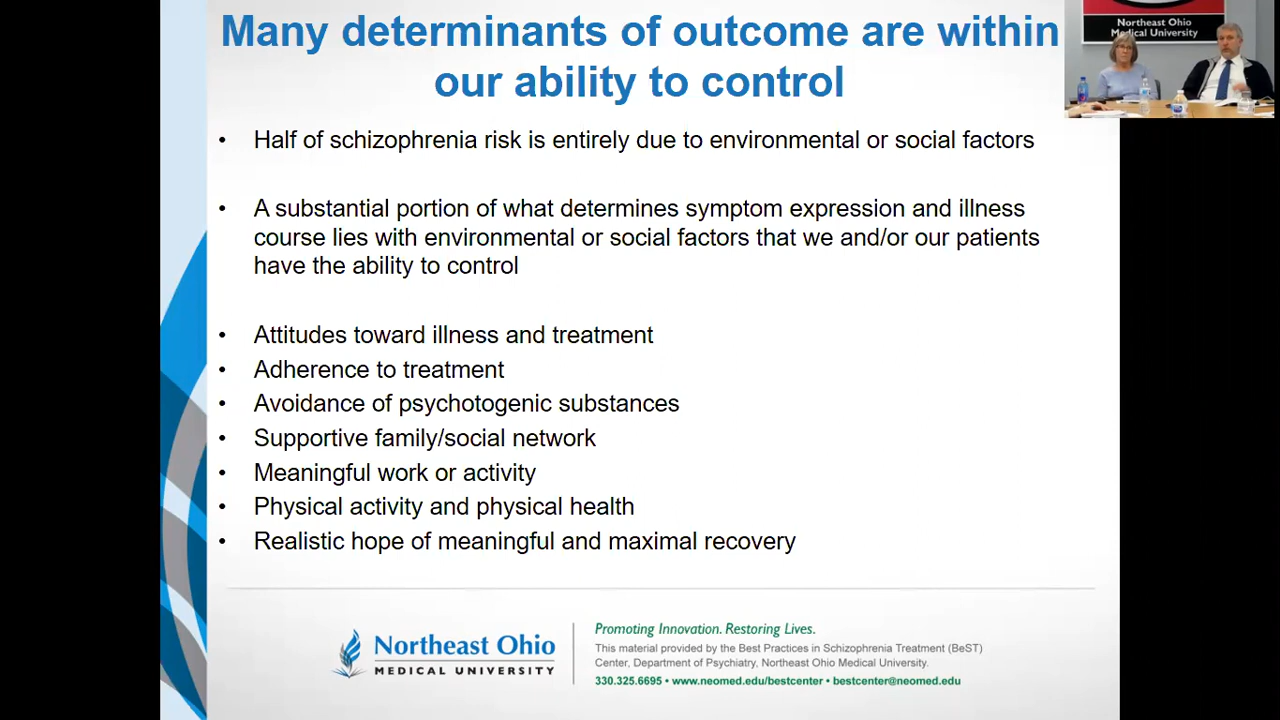 Many determinants of outcome are within
our ability to control
Northeast Ohio
Medical University
• Half of schizophrenia risk is entirely due to environmental or social factors
• A substantial portion of what determines symptom expression and illness
course lies with environmental or social factors that we and/or our patients
have the ability to control
• Attitudes toward illness and treatment
• Adherence to treatment
• Avoidance of psychotogenic substances
• Supportive family/social network
• Meaningful work or activity
• Physical activity and physical health
• Realistic hope of meaningful and maximal recovery
Northeast Ohio
MEDICAL UNIVERSITY
Promoting Innovation. Restoring Lives.
This material provided by the Best Practices in Schizophrenia Treatment (BeST)
Center, Department of Psychiatry, Northeast Ohio Medical University.
330.325.6695 • www.neomed.edu/bestcenter • bestcenter@neomed.edu